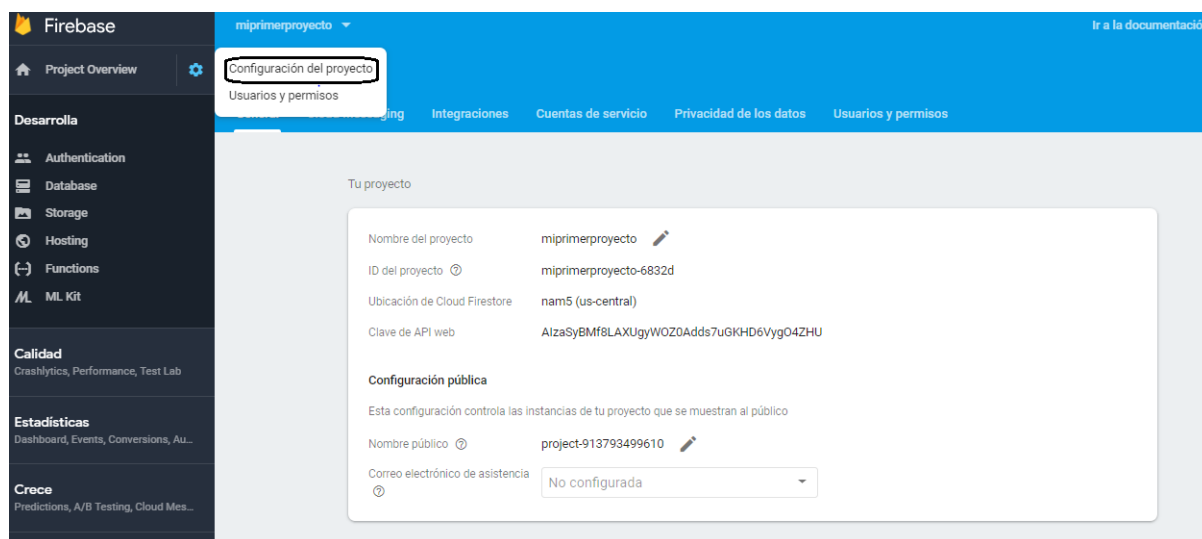 Firebase
miprimerproyecto
Ir a la documentació
Project Overview
Configuración del proyecto
Usuarios y permisos
Integraciones
Cuentas de servicio
Privacidad de los datos
Usuarios y permisos
Desarrolla
Authentication
Database
Storage
Hosting
Functions
ML Kit
Calidad
Crashlytics, Performance, Test Lab
Estadísticas
Dashboard, Events, Conversions, Au...
Crece
Predictions, A/B Testing, Cloud Mes...
Tu proyecto
Nombre del proyecto miprimerproyecto
ID del proyecto miprimerproyecto-6832d
Ubicación de Cloud Firestore nam5 (us-central)
Clave de API web AIzaSyBMf8LAXUgyWOZ0Adds7uGKHD6VygO4ZHU
Configuración pública
Esta configuración controla las instancias de tu proyecto que se muestran al público
Nombre público project-913793499610
Correo electrónico de asistencia No configurada